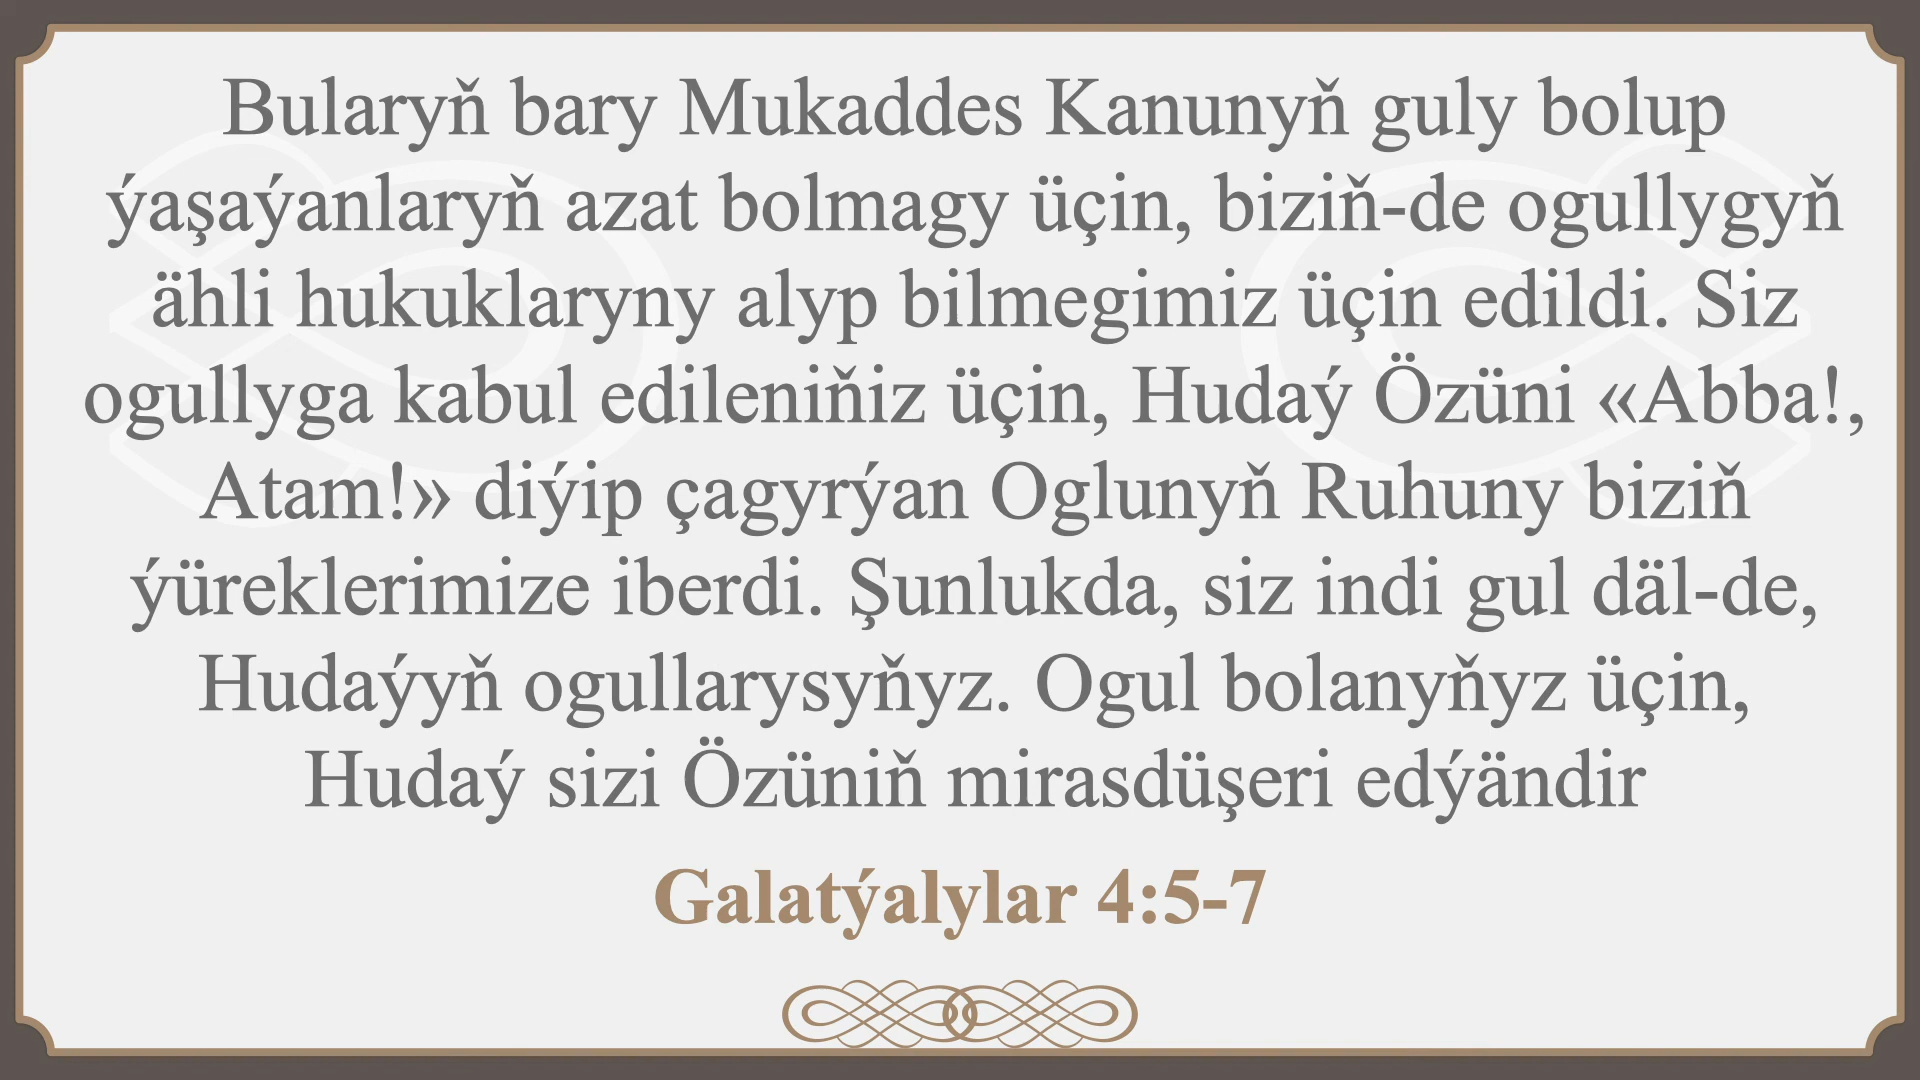 Bularyň bary Mukaddes Kanunyň guly bolup
ýaşaýanlaryň azat bolmagy üçin, biziň-de ogullygyň
ähli hukuklaryny alyp bilmegimiz üçin edildi. Siz
ogullyga kabul edileniňiz üçin, Hudaý Özüni «Abba!,
Atam!» diýip çagyrýan Oglunyň Ruhuny biziň
ýüreklerimize iberdi. Şunlukda, siz indi gul däl-de,
Hudaýyň ogullarysyňyz. Ogul bolanyňyz üçin,
Hudaý sizi Özüniň mirasdüşeri edýändir
Galatýalylar 4:5-7